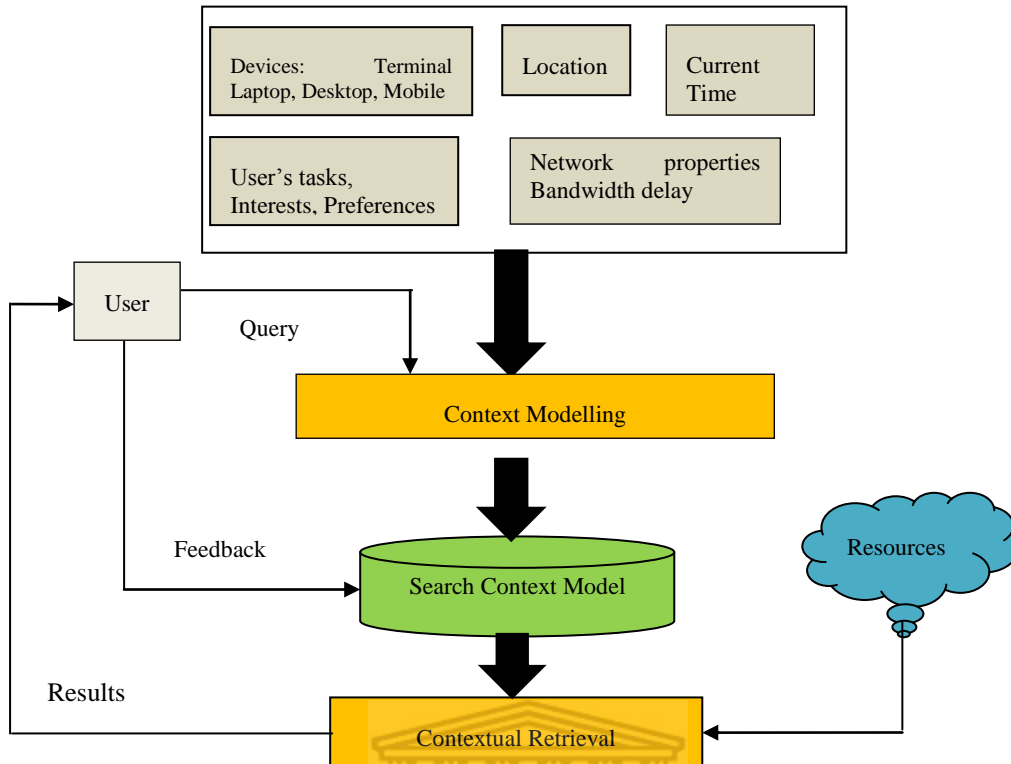 Devices: Terminal
Laptop, Desktop, Mobile
Location
Current
Time
User's tasks,
Interests, Preferences
Network properties
Bandwidth delay
User
Query
Context Modelling
Feedback
Search Context Model
Resources
Results
Contextual Retrieval